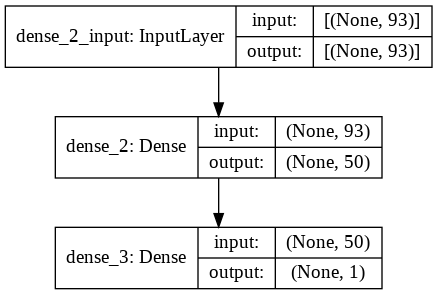 dense_2_input: InputLayer
input:
[(None, 93)]
output:
[(None, 93)]
dense_2: Dense
input:
(None, 93)
output:
(None, 50)
dense_3: Dense
input:
(None, 50)
output:
(None, 1)